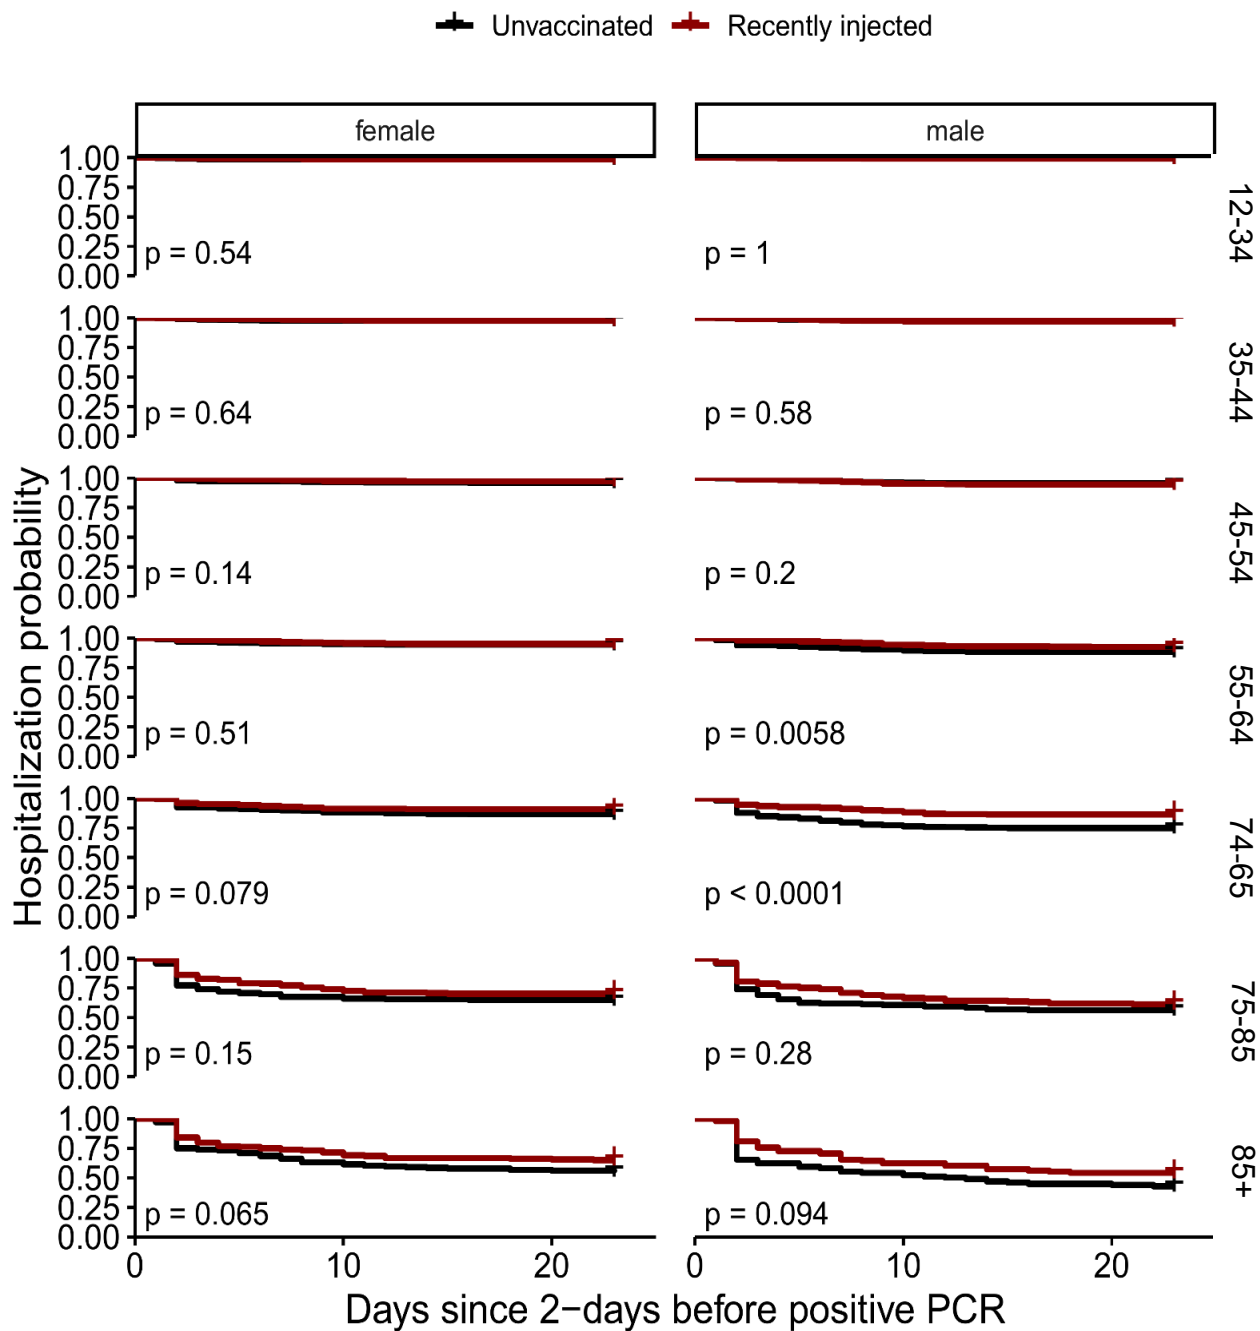 Unvaccinated Recently injected
female male
1.00
0.75
0.50
0.25
0.00
p = 0.54
p = 1
12-34
1.00
0.75
0.50
0.25
0.00
p = 0.64
p = 0.58
35-44
1.00
0.75
0.50
0.25
0.00
p = 0.14
p = 0.2
45-54
1.00
0.75
0.50
0.25
0.00
p = 0.51
p = 0.0058
55-64
1.00
0.75
0.50
0.25
0.00
p = 0.079
p < 0.0001
74-65
1.00
0.75
0.50
0.25
0.00
p = 0.15
p = 0.28
75-85
1.00
0.75
0.50
0.25
0.00
p = 0.065
p = 0.094
85+
Hospitalization probability
0 10 20 0 10 20
Days since 2−days before positive PCR